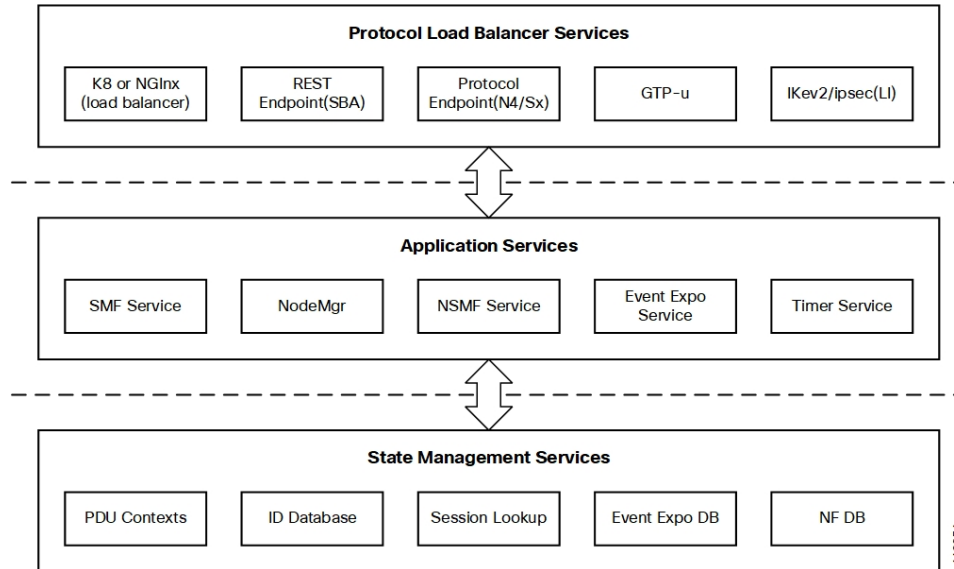 Protocol Load Balancer Services
K8 or NGInx
(load balancer)
REST
Endpoint(SBA)
Protocol
Endpoint(N4/Sx)
GTP-u
IKev2/ipsec(LI)
Application Services
SMF Service
NodeMgr
NSMF Service
Event Expo
Service
Timer Service
State Management Services
PDU Contexts
ID Database
Session Lookup
Event Expo DB
NF DB